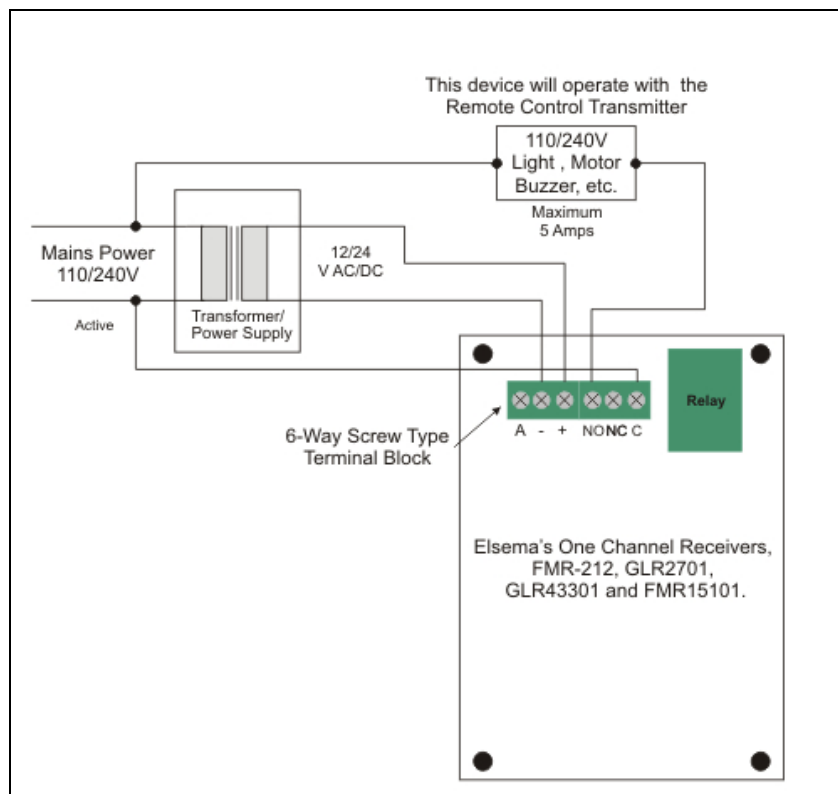 This device will operate with the
Remote Control Transmitter
110/240V
Light , Motor
Buzzer, etc.
Maximum
5 Amps
Mains Power
110/240V
12/24
V AC/DC
Active
Transformer/
Power Supply
Relay
6-Way Screw Type
Terminal Block
A - + NO NC C
Elsema's One Channel Receivers,
FMR-212, GLR2701,
GLR43301 and FMR15101.